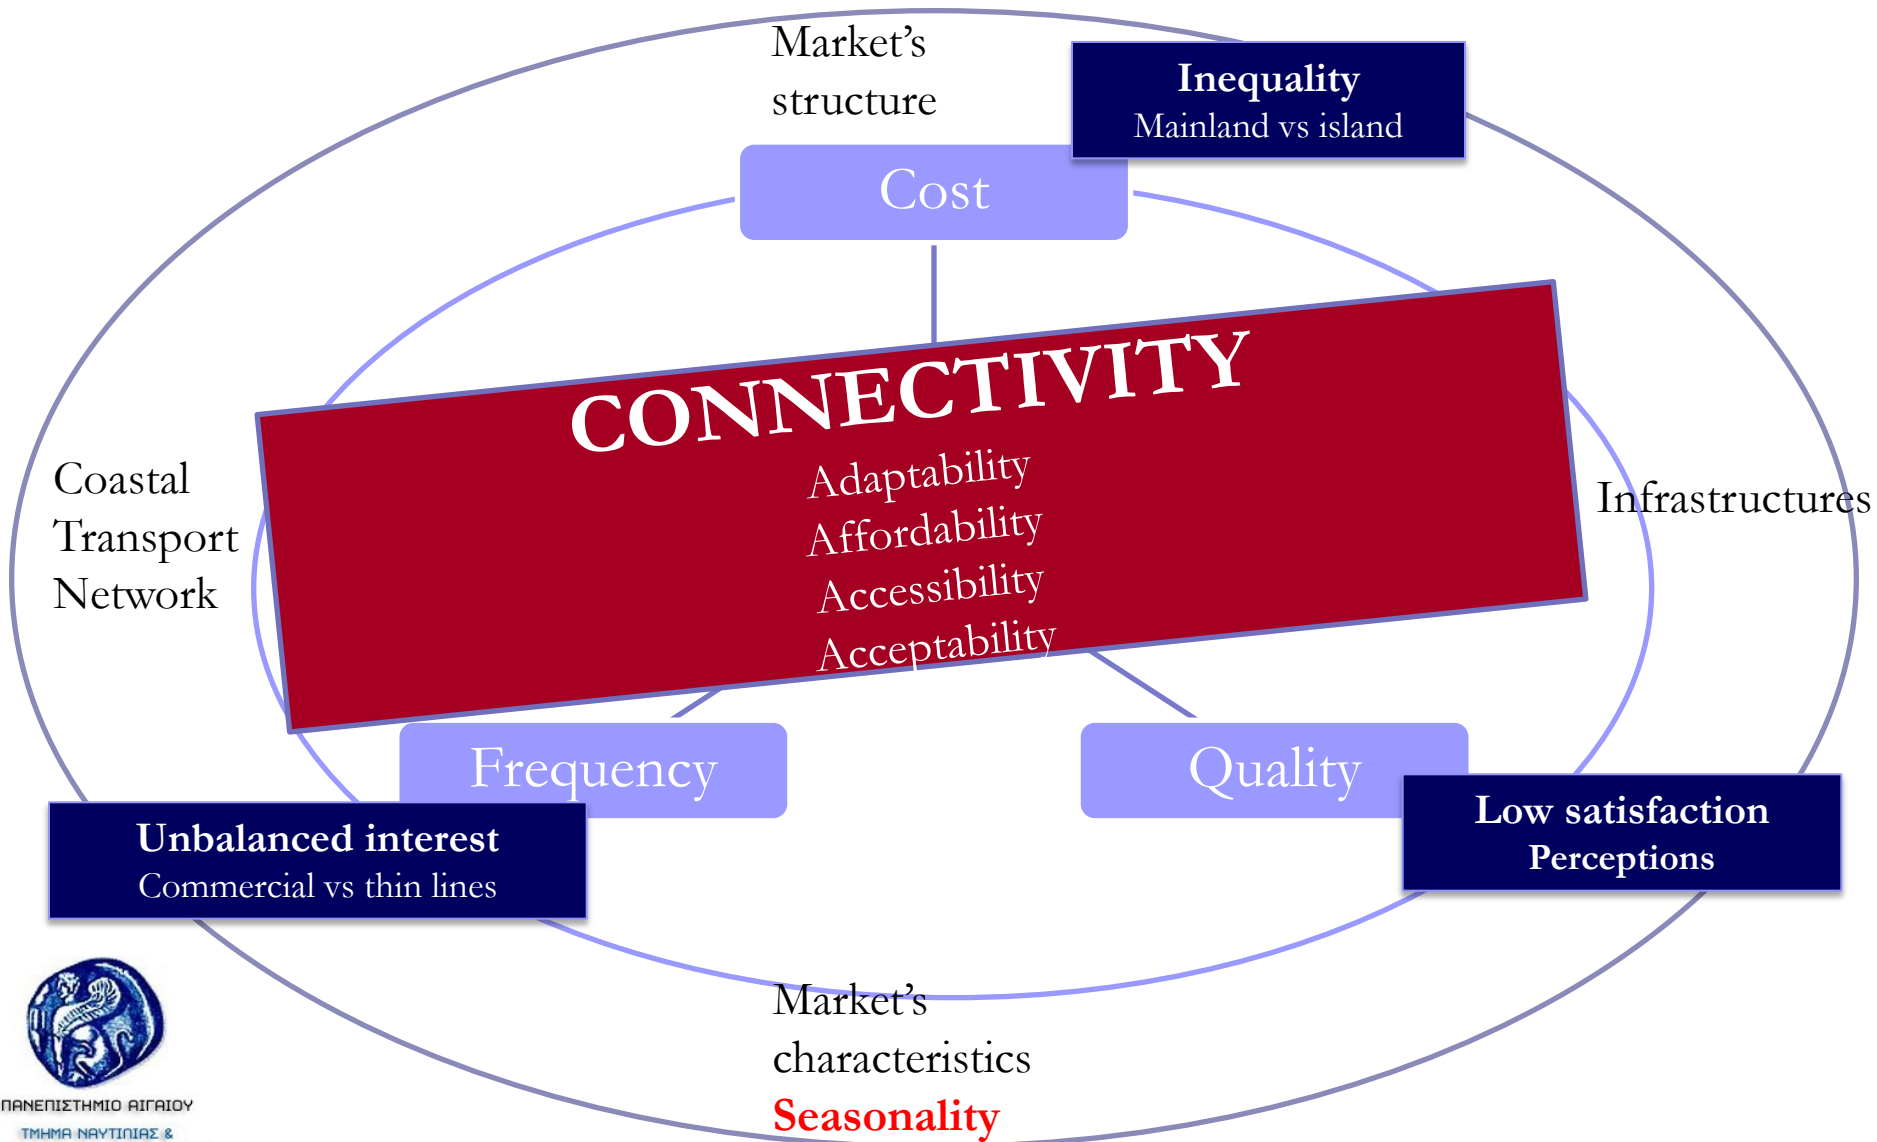 Market’s
structure
Inequality
Mainland vs island
Cost
CONNECTIVITY
Adaptability
Affordability
Accessibility
Acceptability
Coastal
Transport
Network
Infrastructures
Frequency
Quality
Unbalanced interest
Commercial vs thin lines
Low satisfaction
Perceptions
Market’s
characteristics
Seasonality
ΠΑΝΕΠΙΣΤΗΜΙΟ ΑΙΓΑΙΟΥ
ΤΜΗΜΑ ΝΑΥΤΙΛΙΑΣ &